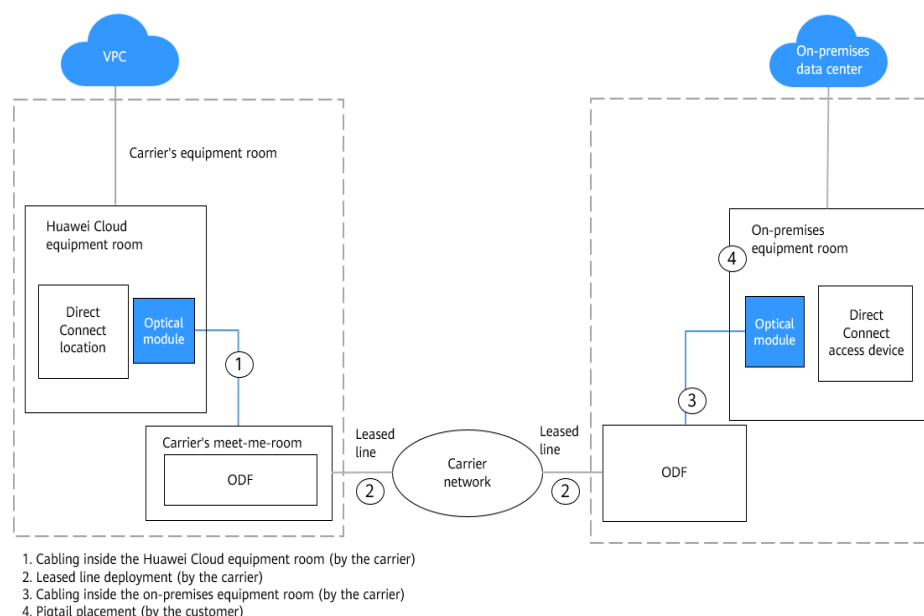 VPC
On-premises
data center
Carrier's equipment room
Huawei Cloud
equipment room
On-premises
equipment room
4
Direct
Connect
location
Optical
module
Optical
module
Direct
Connect
access device
1
3
Carrier's meet-me-room
ODF
Leased
line
2
Carrier
network
Leased
line
2
ODF
1. Cabling inside the Huawei Cloud equipment room (by the carrier)
2. Leased line deployment (by the carrier)
3. Cabling inside the on-premises equipment room (by the carrier)
4. Pigtail placement (by the customer)